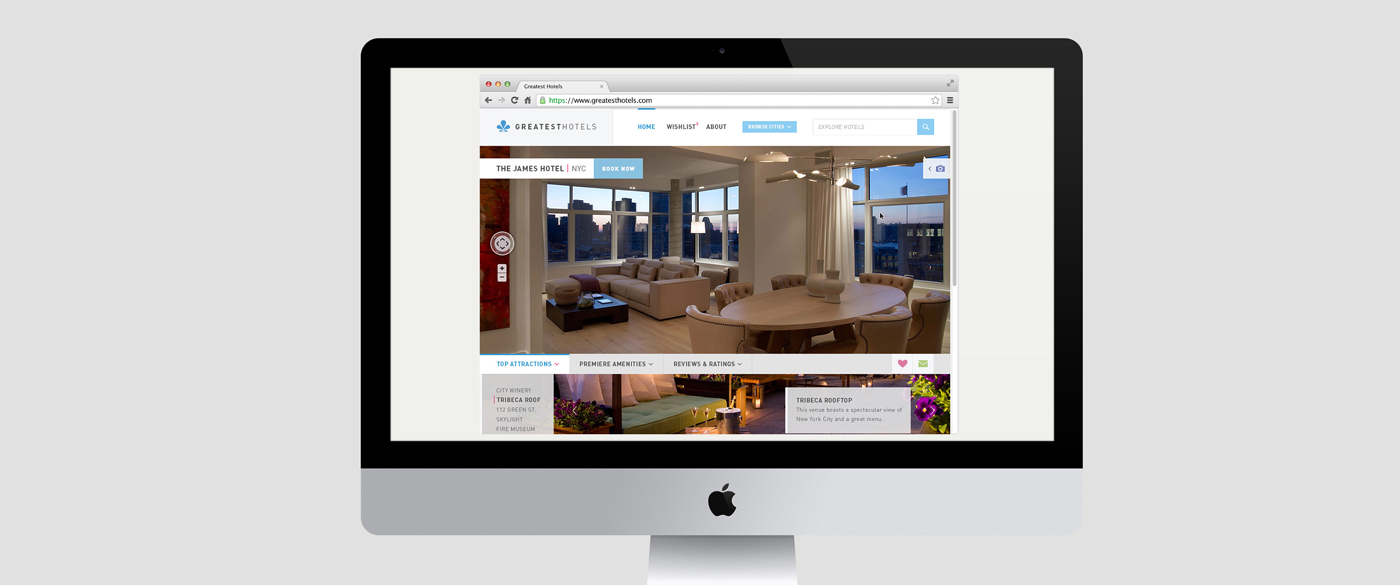 Greatest Hotels
https://www.greatesthotels.com
GREATESTHOTELS
HOME
WISHLIST
ABOUT
BROWSE CITIES
EXPLORE HOTELS
THE JAMES HOTEL | NYC
BOOK NOW
TOP ATTRACTIONS
PREMIERE AMENITIES
REVIEWS & RATINGS
CITY WINERY
TRIBECA ROOF
112 GREEN ST.
SKYLIGHT
FIRE MUSEUM
TRIBECA ROOFTOP
This venue boasts a spectacular view of
New York City and a great menu.